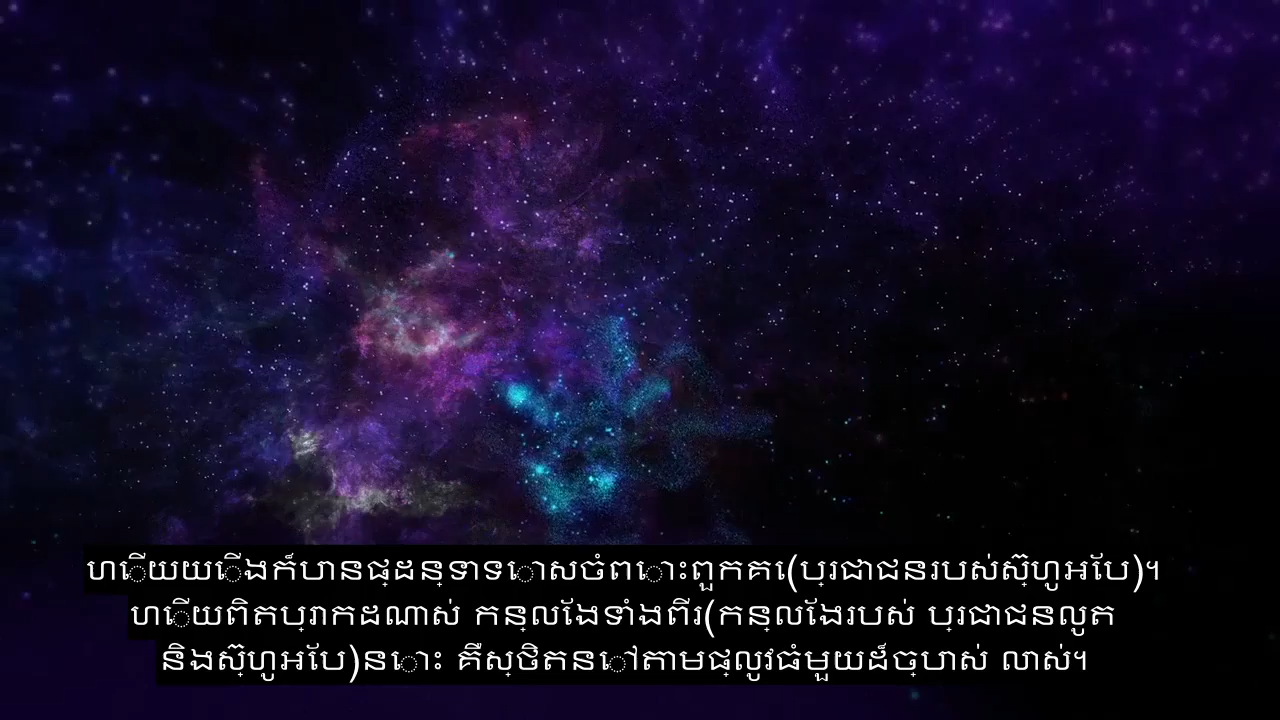 ហើយយើងក៏បានផ្ដន្ទាទោសចំពោះពួកគេ(ប្រជាជនរបស់ស៊្ហូអែប)។
ហើយពិតប្រាកដណាស់ កន្លែងទាំងពីរ(កន្លែងរបស់ ប្រជាជនលូត
និងស៊្ហូអែប)នោះ គឺស្ថិតនៅតាមផ្លូវធំមួយដ៏ច្បាស់ លាស់។